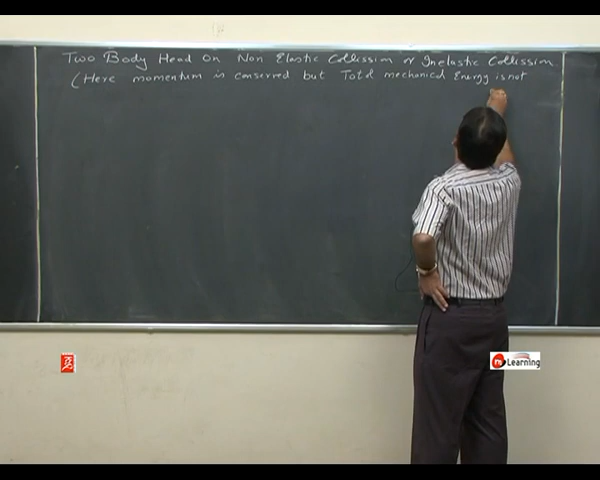 Two Body Head On Non Elastic Collission or Inelastic Collission
(Here momentum is conserved but Total mechanical Energy is not
Learning